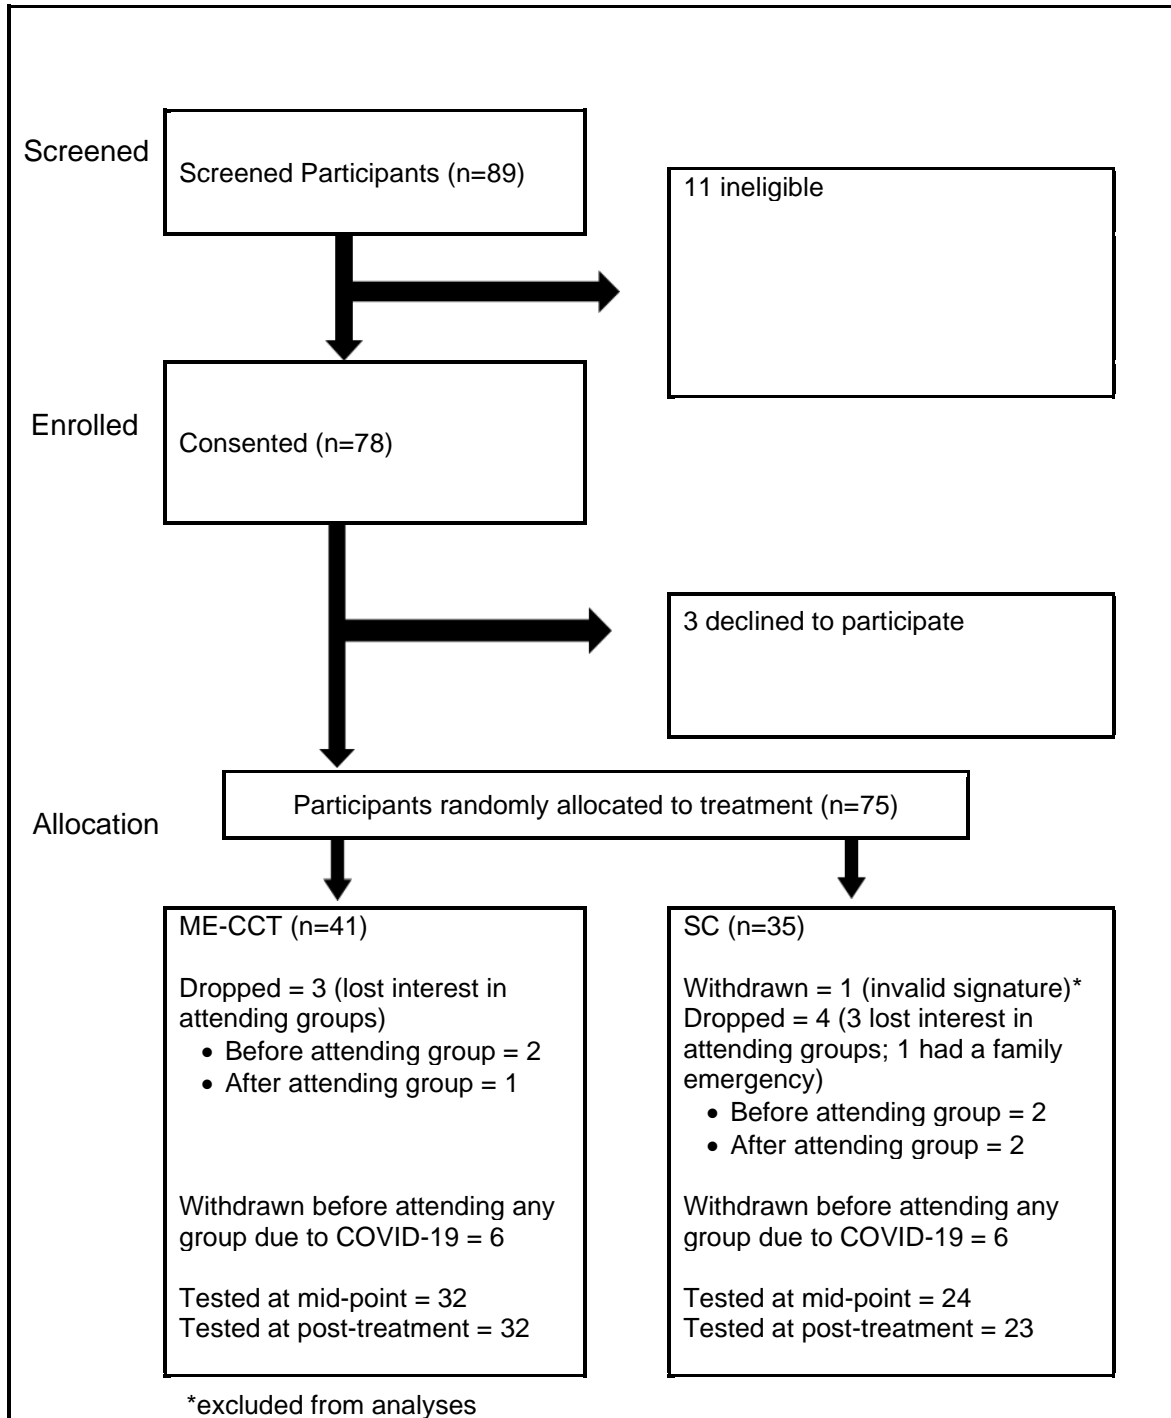 Screened
Screened Participants (n=89)
11 ineligible
Enrolled
Consented (n=78)
3 declined to participate
Allocation
Participants randomly allocated to treatment (n=75)
ME-CCT (n=41)
Dropped = 3 (lost interest in
attending groups)
• Before attending group = 2
• After attending group = 1
Withdrawn before attending any
group due to COVID-19 = 6
Tested at mid-point = 32
Tested at post-treatment = 32
SC (n=35)
Withdrawn = 1 (invalid signature)*
Dropped = 4 (3 lost interest in
attending groups; 1 had a family
emergency)
• Before attending group = 2
• After attending group = 2
Withdrawn before attending any
group due to COVID-19 = 6
Tested at mid-point = 24
Tested at post-treatment = 23
*excluded from analyses